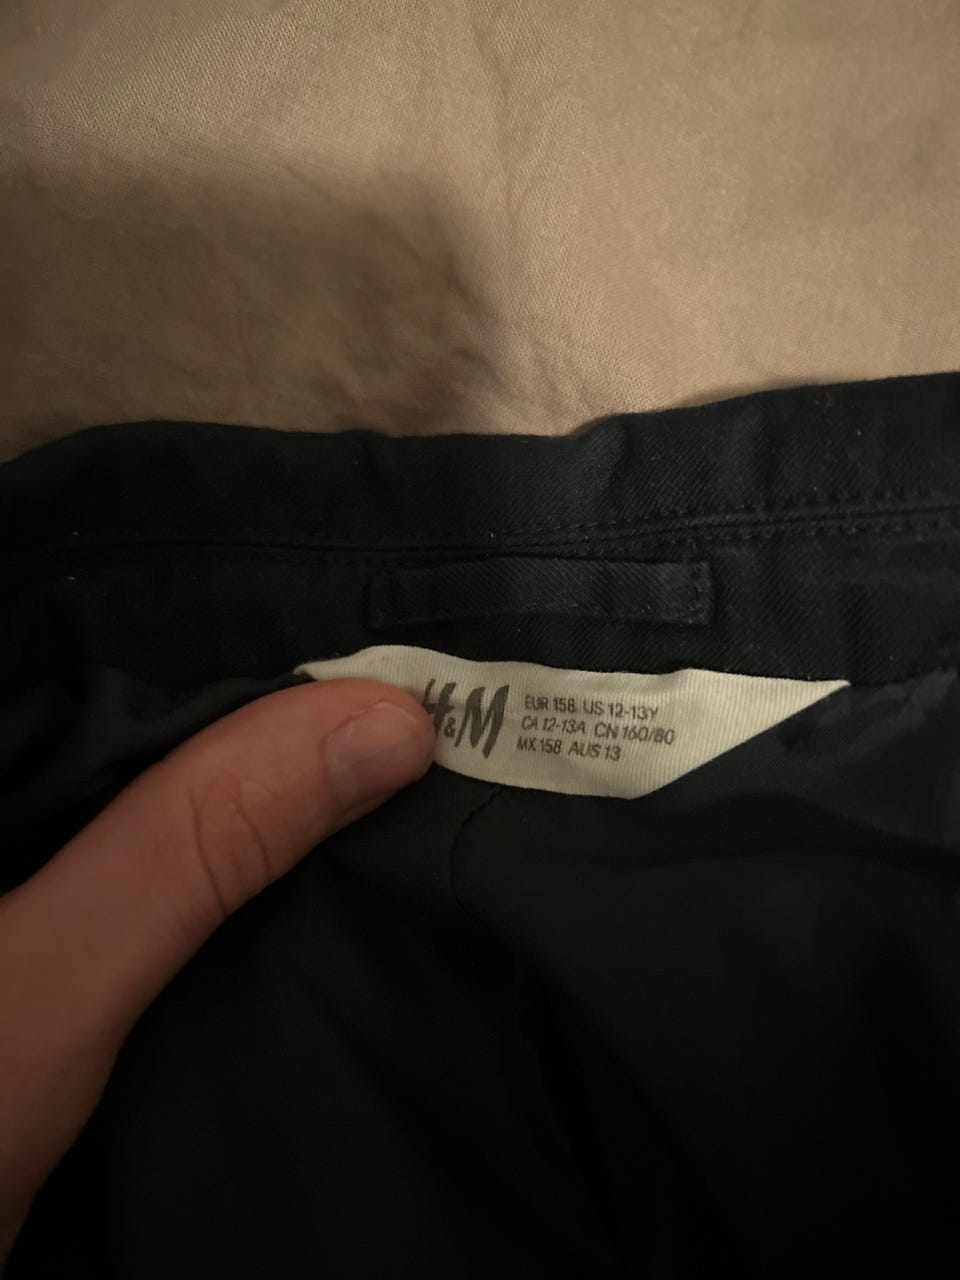 H&M
EUR 158 US 12-13Y
CA 12-13A CN 160/80
MX 158 AUS 13